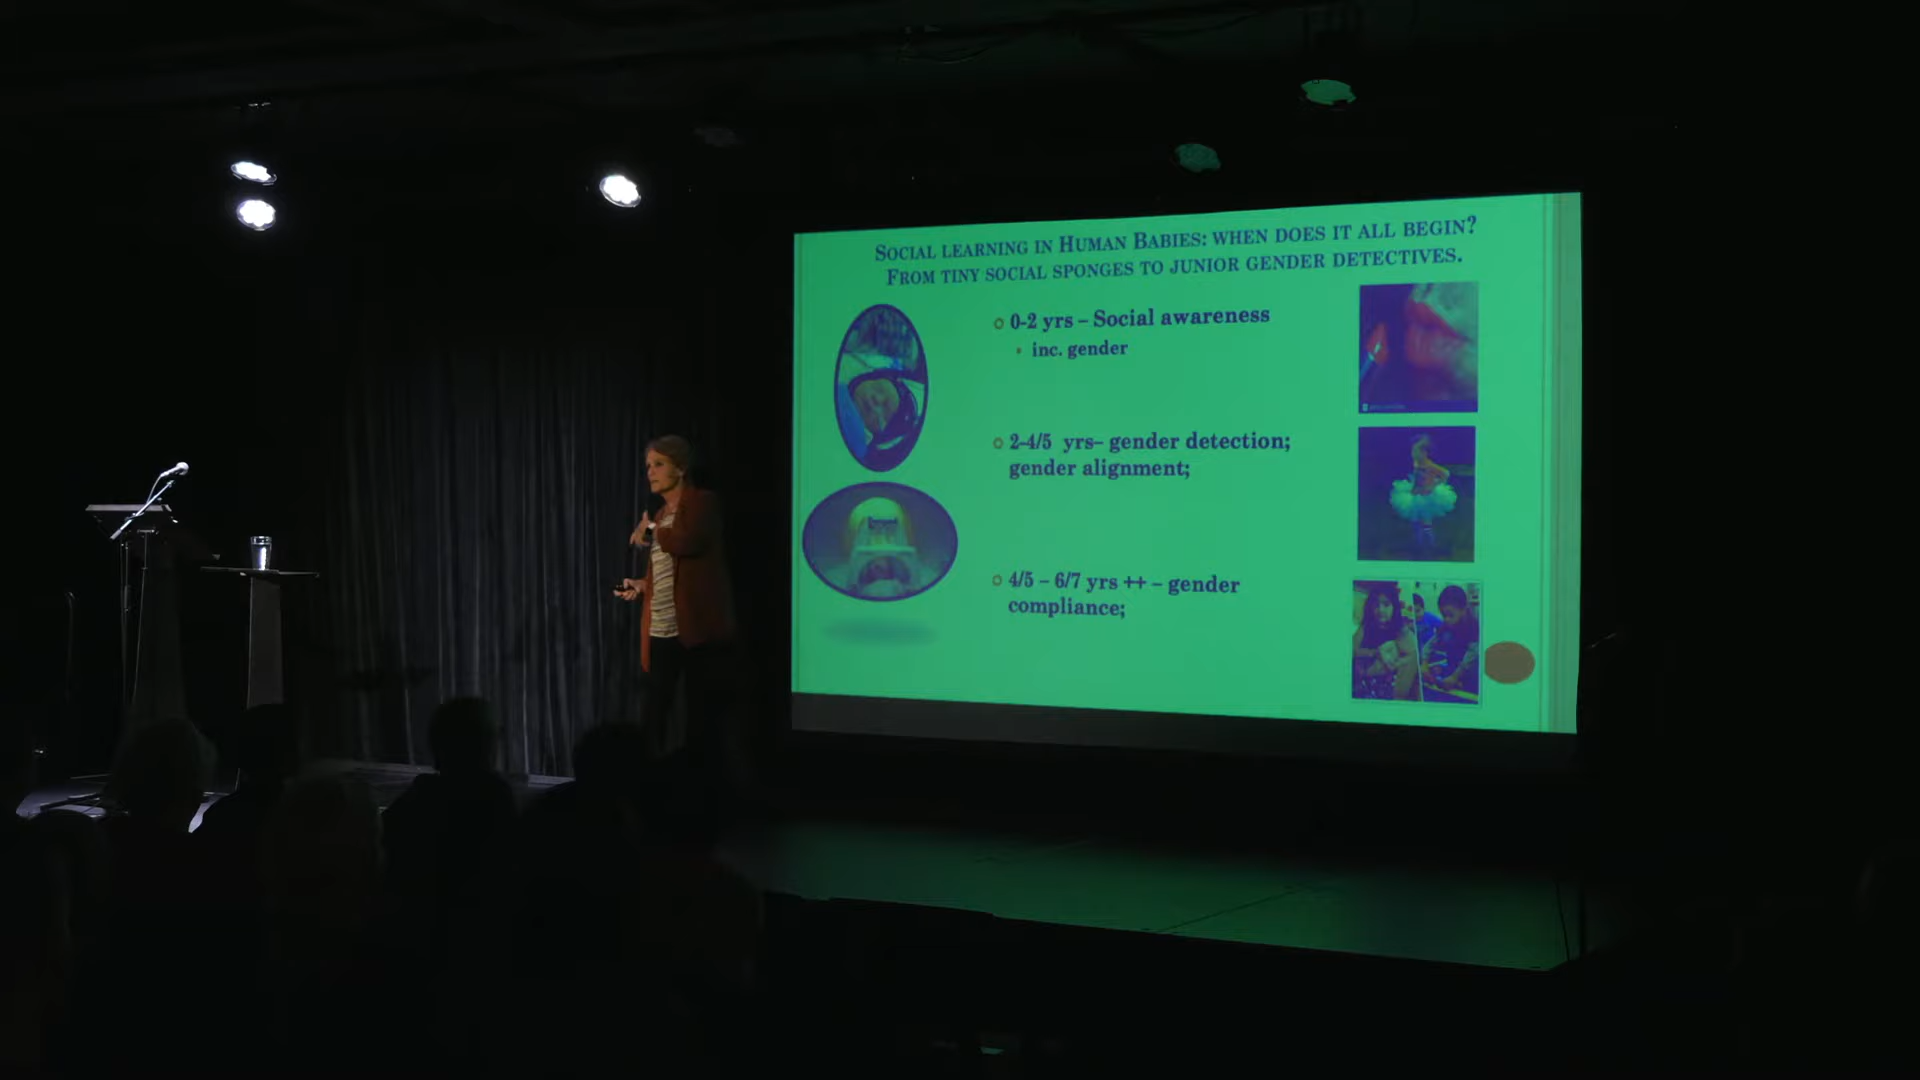 SOCIAL LEARNING IN HUMAN BABIES: WHEN DOES IT ALL BEGIN?
FROM TINY SOCIAL SPONGES TO JUNIOR GENDER DETECTIVES.
0-2 yrs – Social awareness
inc. gender
2-4/5 yrs– gender detection;
gender alignment;
4/5 – 6/7 yrs ++ – gender
compliance;